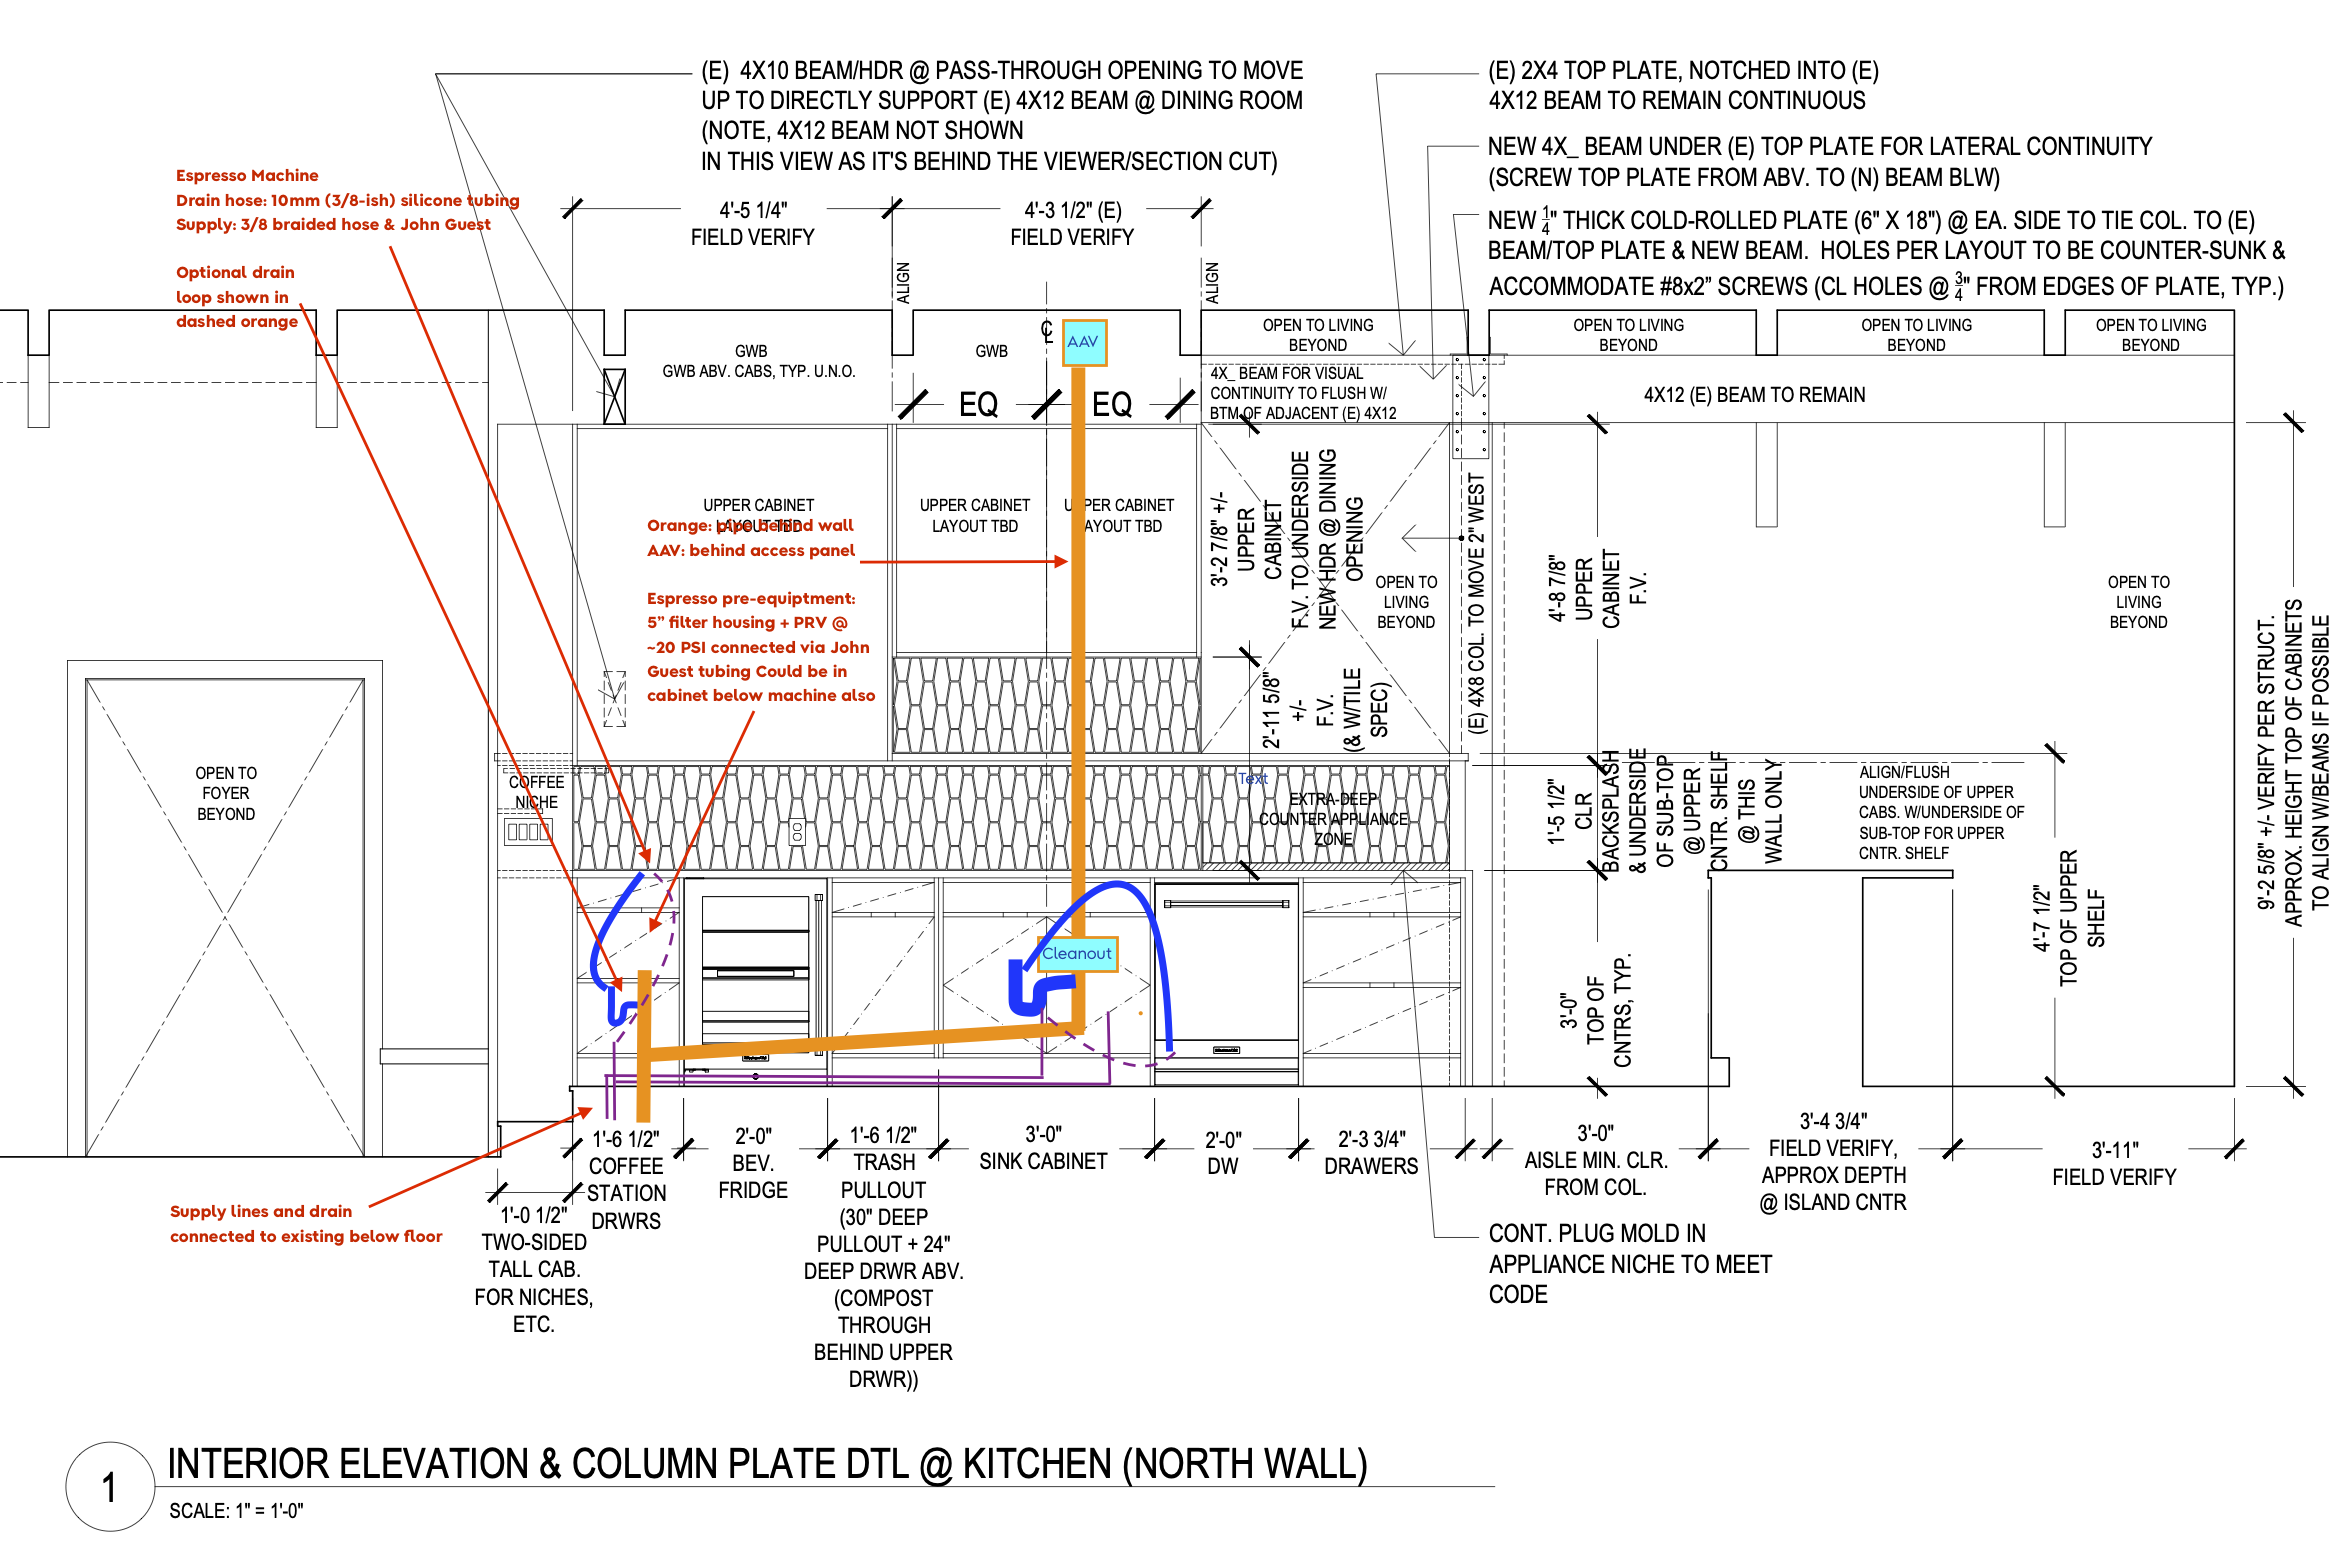 (E)  4X10 BEAM/HDR @ PASS-THROUGH OPENING TO MOVE
UP TO DIRECTLY SUPPORT (E) 4X12 BEAM @ DINING ROOM
(NOTE, 4X12 BEAM NOT SHOWN
IN THIS VIEW AS IT'S BEHIND THE VIEWER/SECTION CUT)
(E) 2X4 TOP PLATE, NOTCHED INTO (E)
4X12 BEAM TO REMAIN CONTINUOUS
NEW 4X_ BEAM UNDER (E) TOP PLATE FOR LATERAL CONTINUITY
(SCREW TOP PLATE FROM ABV. TO (N) BEAM BLW)
NEW 1/4" THICK COLD-ROLLED PLATE (6" X 18") @ EA. SIDE TO TIE COL. TO (E)
BEAM/TOP PLATE & NEW BEAM.  HOLES PER LAYOUT TO BE COUNTER-SUNK &
ACCOMMODATE #8x2” SCREWS (CL HOLES @ 3/4" FROM EDGES OF PLATE, TYP.)
Espresso Machine
Drain hose: 10mm (3/8-ish) silicone tubing
Supply: 3/8 braided hose & John Guest
Optional drain
loop shown in
dashed orange
4'-5 1/4"
FIELD VERIFY
4'-3 1/2" (E)
FIELD VERIFY
ALIGN
ALIGN
GWB
GWB ABV. CABS, TYP. U.N.O.
GWB
CL
AAV
EQ
EQ
OPEN TO LIVING
BEYOND
OPEN TO LIVING
BEYOND
OPEN TO LIVING
BEYOND
OPEN TO LIVING
BEYOND
4X_ BEAM FOR VISUAL
CONTINUITY TO FLUSH W/
BTM OF ADJACENT (E) 4X12
4X12 (E) BEAM TO REMAIN
UPPER CABINET
LAYOUT TBD
UPPER CABINET
LAYOUT TBD
UPPER CABINET
LAYOUT TBD
Orange: pipe behind wall
AAV: behind access panel
Espresso pre-equiptment:
5” filter housing + PRV @
~20 PSI connected via John
Guest tubing Could be in
cabinet below machine also
3'-2 7/8" +/-
UPPER
CABINET
F.V. TO UNDERSIDE
NEW HDR @ DINING
OPENING
2'-11 5/8"
+/-
F.V.
(& W/TILE
SPEC)
OPEN TO
LIVING
BEYOND
(E) 4X8 COL. TO MOVE 2" WEST
4'-8 7/8"
UPPER
CABINET
F.V.
OPEN TO
LIVING
BEYOND
9'-2 5/8" +/- VERIFY PER STRUCT.
APPROX. HEIGHT TOP OF CABINETS
TO ALIGN W/BEAMS IF POSSIBLE
OPEN TO
FOYER
BEYOND
COFFEE
NICHE
Text
EXTRA-DEEP
COUNTER APPLIANCE
ZONE
1'-5 1/2"
CLR
BACKSPLASH
& UNDERSIDE
OF SUB-TOP
@ UPPER
CNTR. SHELF
@ THIS
WALL ONLY
ALIGN/FLUSH
UNDERSIDE OF UPPER
CABS. W/UNDERSIDE OF
SUB-TOP FOR UPPER
CNTR. SHELF
4'-7 1/2"
TOP OF UPPER
SHELF
Cleanout
3'-0"
TOP OF
CNTRS, TYP.
1'-6 1/2"
COFFEE
STATION
DRWRS
2'-0"
BEV.
FRIDGE
1'-6 1/2"
TRASH
PULLOUT
(30" DEEP
PULLOUT + 24"
DEEP DRWR ABV.
(COMPOST
THROUGH
BEHIND UPPER
DRWR))
3'-0"
SINK CABINET
2'-0"
DW
2'-3 3/4"
DRAWERS
3'-0"
AISLE MIN. CLR.
FROM COL.
3'-4 3/4"
FIELD VERIFY,
APPROX DEPTH
@ ISLAND CNTR
3'-11"
FIELD VERIFY
Supply lines and drain
connected to existing below floor
1'-0 1/2"
TWO-SIDED
TALL CAB.
FOR NICHES,
ETC.
CONT. PLUG MOLD IN
APPLIANCE NICHE TO MEET
CODE
1
INTERIOR ELEVATION & COLUMN PLATE DTL @ KITCHEN (NORTH WALL)
SCALE: 1" = 1'-0"